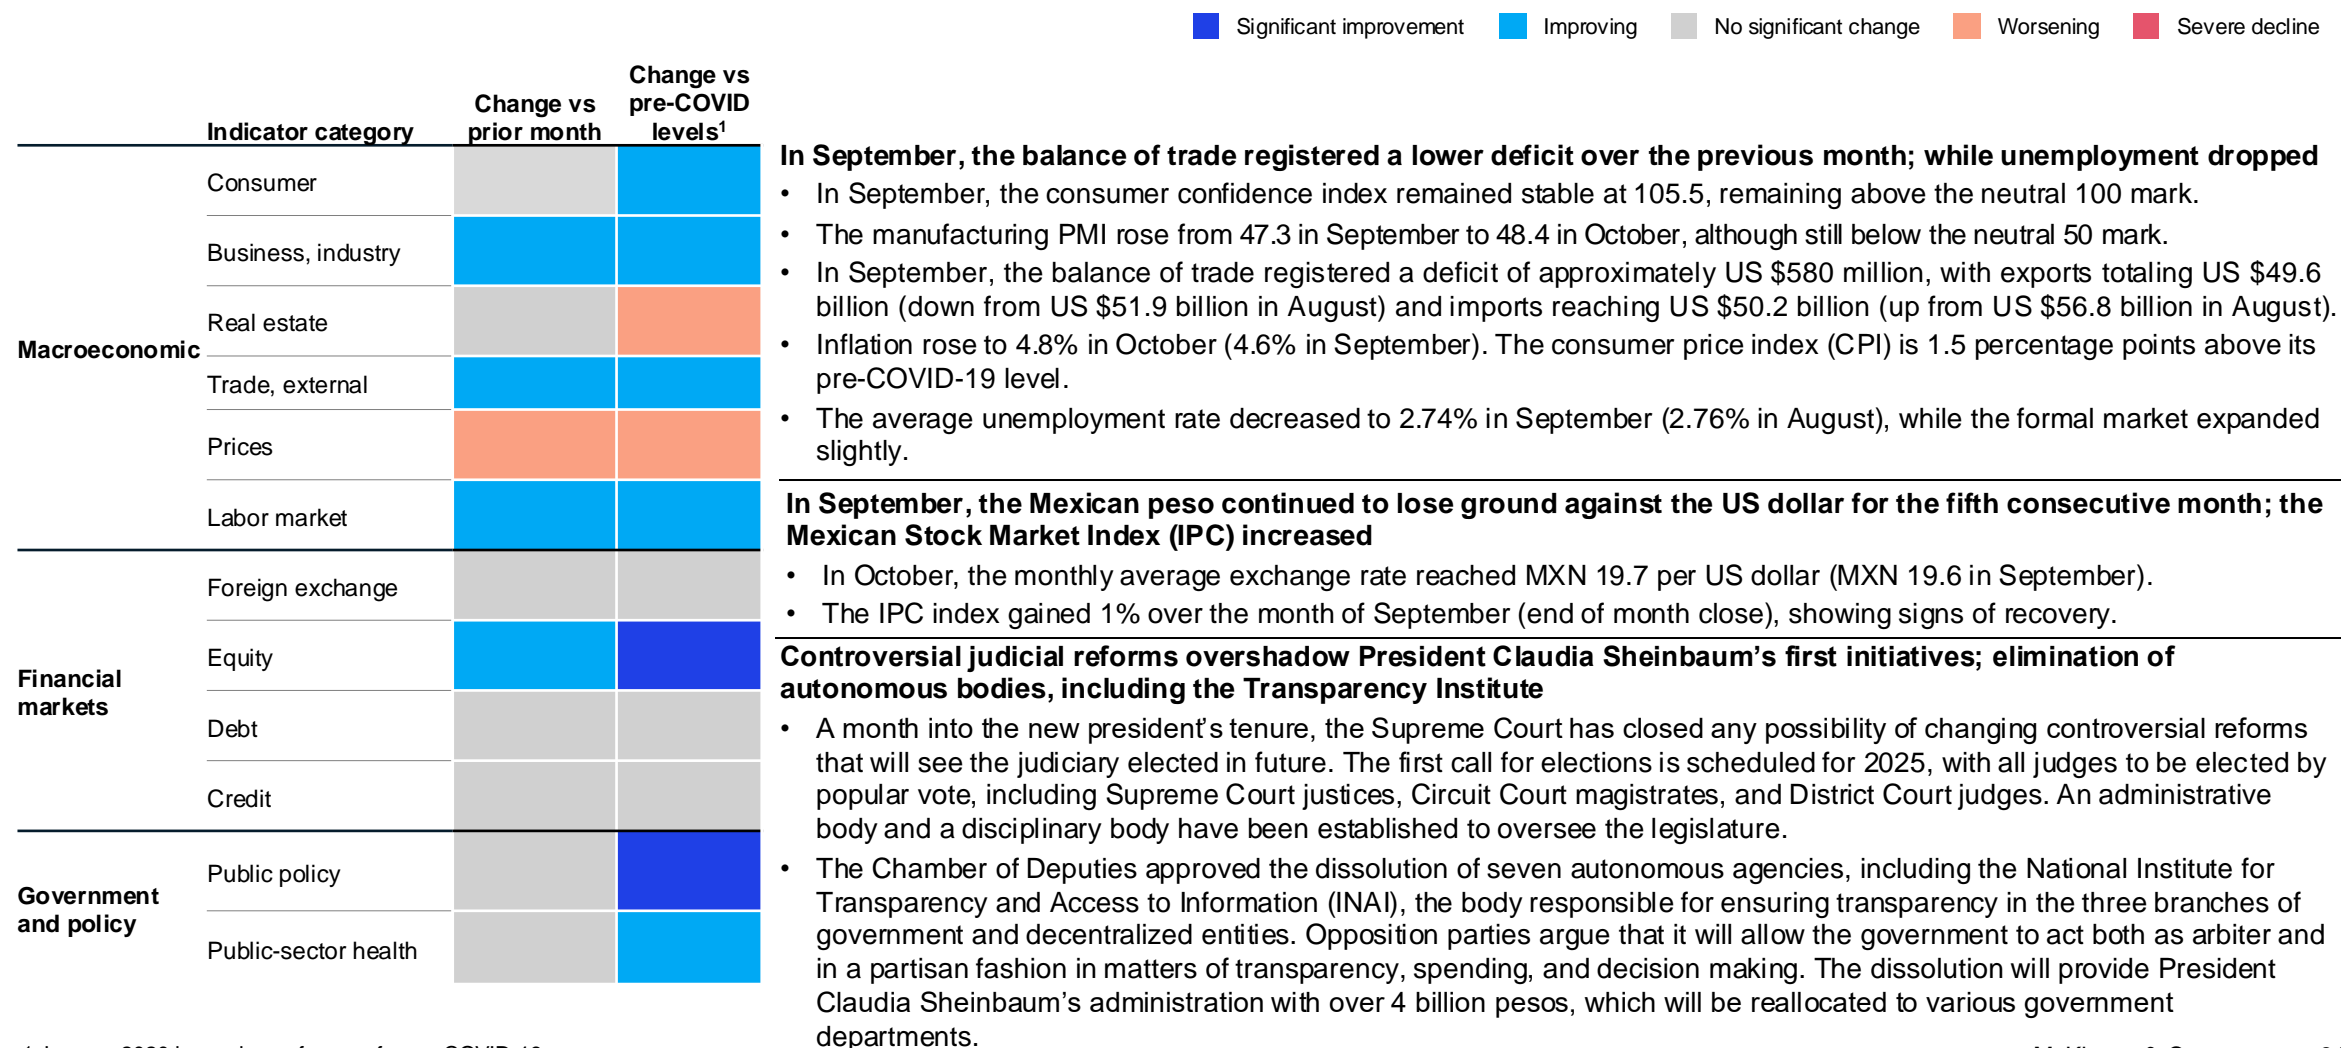 Significant improvement
Improving
No significant change
Worsening
Severe decline
Indicator category
Change vs
prior month
Change vs
pre-COVID
levels¹
Macroeconomic
Consumer
Business, industry
Real estate
Trade, external
Prices
Labor market
Financial
markets
Foreign exchange
Equity
Debt
Credit
Government
and policy
Public policy
Public-sector health
In September, the balance of trade registered a lower deficit over the previous month; while unemployment dropped
• In September, the consumer confidence index remained stable at 105.5, remaining above the neutral 100 mark.
• The manufacturing PMI rose from 47.3 in September to 48.4 in October, although still below the neutral 50 mark.
• In September, the balance of trade registered a deficit of approximately US $580 million, with exports totaling US $49.6
billion (down from US $51.9 billion in August) and imports reaching US $50.2 billion (up from US $56.8 billion in August).
• Inflation rose to 4.8% in October (4.6% in September). The consumer price index (CPI) is 1.5 percentage points above its
pre-COVID-19 level.
• The average unemployment rate decreased to 2.74% in September (2.76% in August), while the formal market expanded
slightly.
In September, the Mexican peso continued to lose ground against the US dollar for the fifth consecutive month; the
Mexican Stock Market Index (IPC) increased
• In October, the monthly average exchange rate reached MXN 19.7 per US dollar (MXN 19.6 in September).
• The IPC index gained 1% over the month of September (end of month close), showing signs of recovery.
Controversial judicial reforms overshadow President Claudia Sheinbaum’s first initiatives; elimination of
autonomous bodies, including the Transparency Institute
• A month into the new president’s tenure, the Supreme Court has closed any possibility of changing controversial reforms
that will see the judiciary elected in future. The first call for elections is scheduled for 2025, with all judges to be elected by
popular vote, including Supreme Court justices, Circuit Court magistrates, and District Court judges. An administrative
body and a disciplinary body have been established to oversee the legislature.
• The Chamber of Deputies approved the dissolution of seven autonomous agencies, including the National Institute for
Transparency and Access to Information (INAI), the body responsible for ensuring transparency in the three branches of
government and decentralized entities. Opposition parties argue that it will allow the government to act both as arbiter and
in a partisan fashion in matters of transparency, spending, and decision making. The dissolution will provide President
Claudia Sheinbaum’s administration with over 4 billion pesos, which will be reallocated to various government
departments.